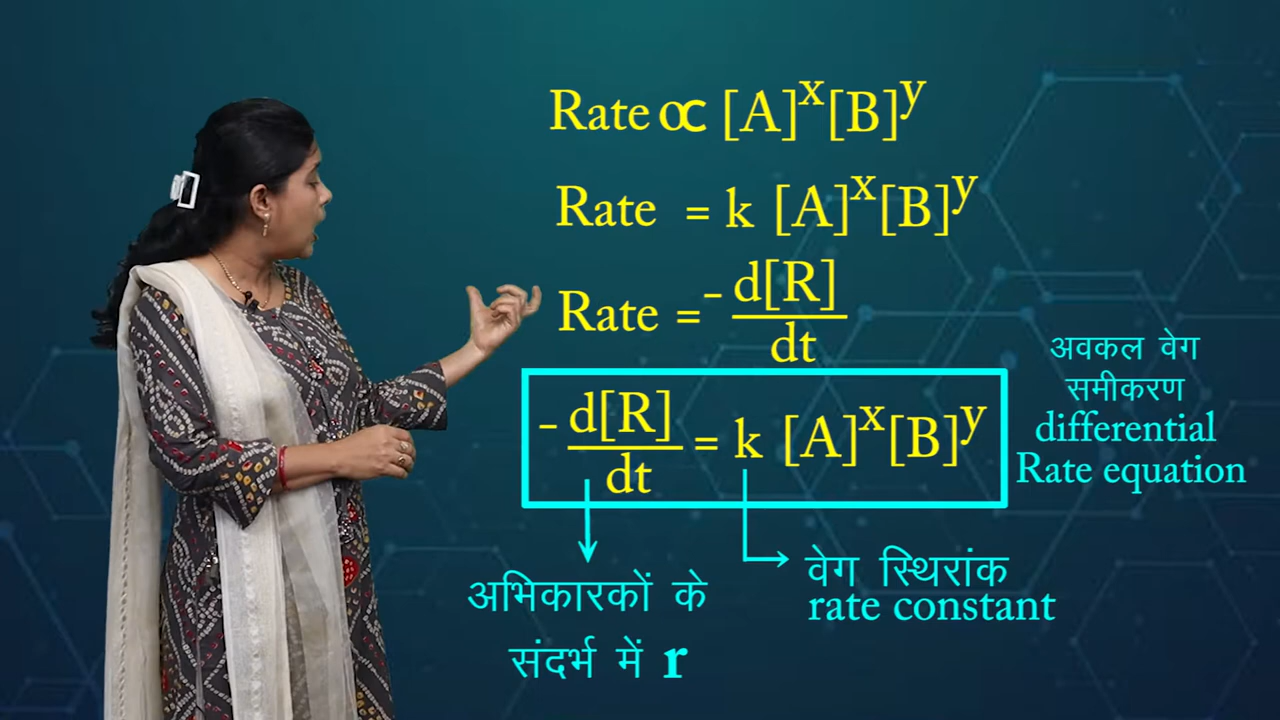 Rate ∝ [A]^x[B]^y
Rate = k [A]^x[B]^y
Rate = - d[R]/dt
- d[R]/dt = k [A]^x[B]^y
अवकल वेग
समीकरण
differential
Rate equation
वेग स्थिरांक
rate constant
अभिकारकों के
संदर्भ में r